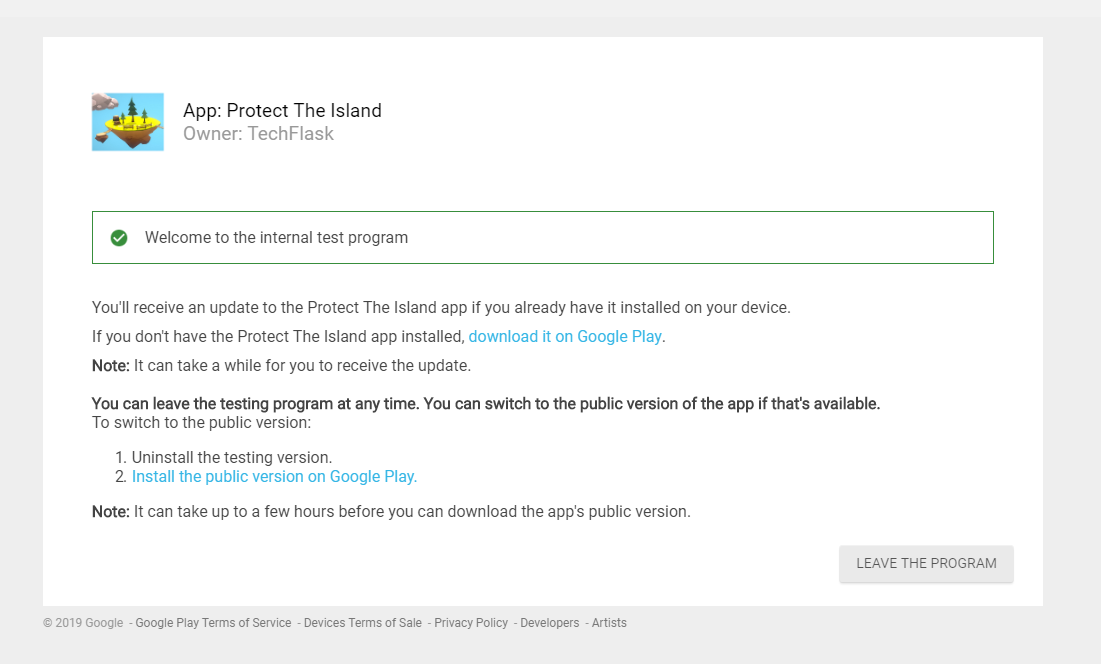 App: Protect The Island
Owner: TechFlask
Welcome to the internal test program
You'll receive an update to the Protect The Island app if you already have it installed on your device.
If you don't have the Protect The Island app installed, download it on Google Play.
Note: It can take a while for you to receive the update.
You can leave the testing program at any time. You can switch to the public version of the app if that's available.
To switch to the public version:
1. Uninstall the testing version.
2. Install the public version on Google Play.
Note: It can take up to a few hours before you can download the app's public version.
LEAVE THE PROGRAM
© 2019 Google - Google Play Terms of Service - Devices Terms of Sale - Privacy Policy - Developers - Artists